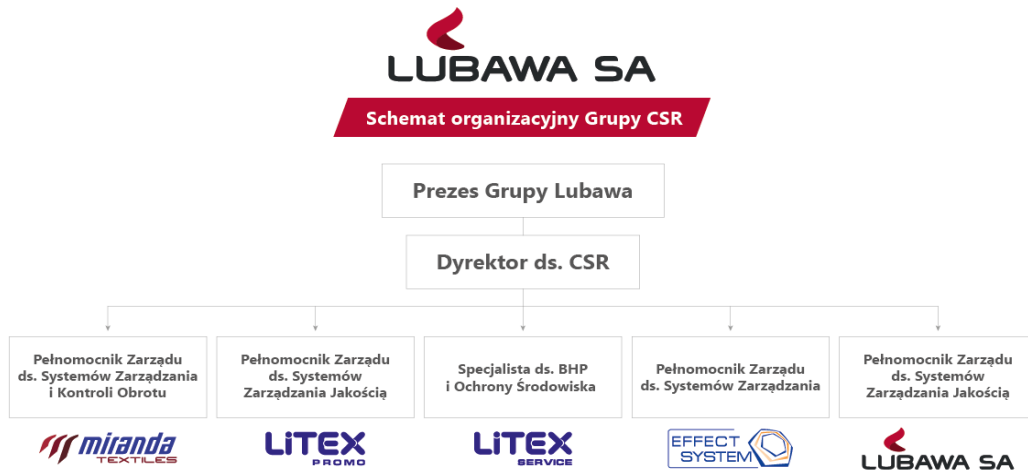 LUBAWA SA
Schemat organizacyjny Grupy CSR
Prezes Grupy Lubawa
Dyrektor ds. CSR
Pełnomocnik Zarządu
ds. Systemów Zarządzania
i Kontroli Obrotu
Pełnomocnik Zarządu
ds. Systemów
Zarządzania Jakością
Specjalista ds. BHP
i Ochrony Środowiska
Pełnomocnik Zarządu
ds. Systemów Zarządzania
Pełnomocnik Zarządu
ds. Systemów
Zarządzania Jakością
miranda
TEXTILES
LiTEX
PROMO
LiTEX
SERVICE
EFFECT
SYSTEM
LUBAWA SA